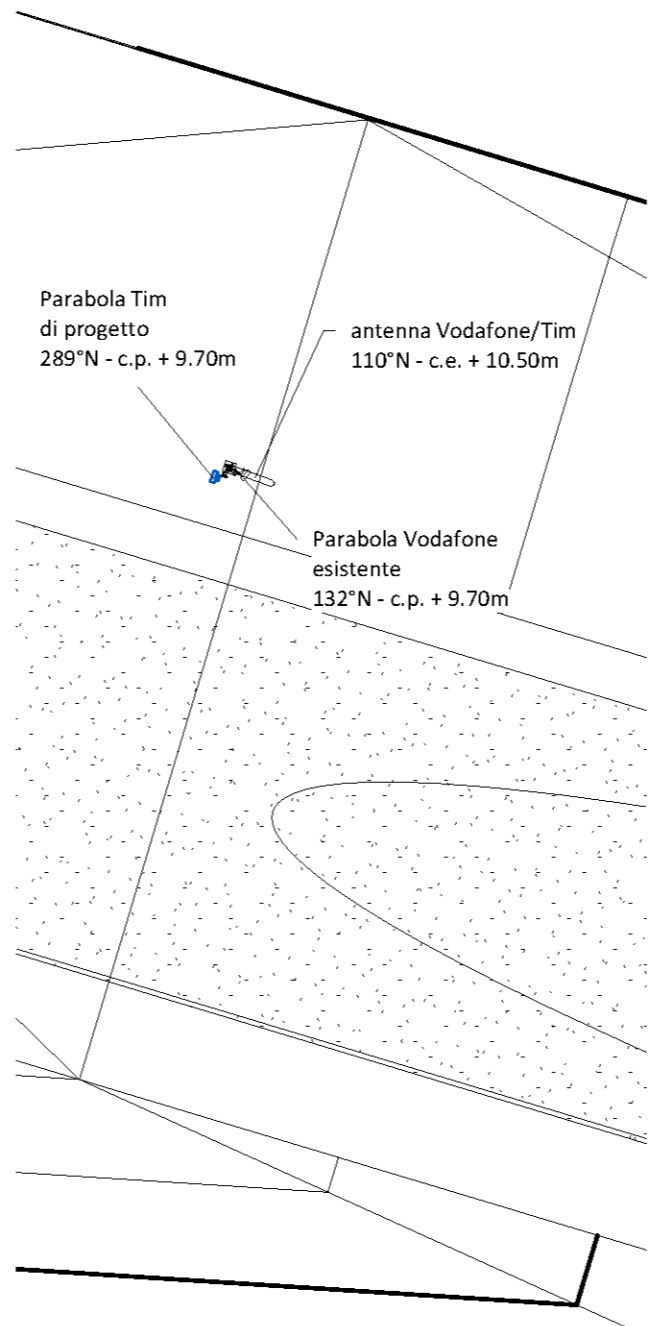 Parabola Tim
di progetto
289°N - c.p. + 9.70m
antenna Vodafone/Tim
110°N - c.e. + 10.50m
Parabola Vodafone
esistente
132°N - c.p. + 9.70m